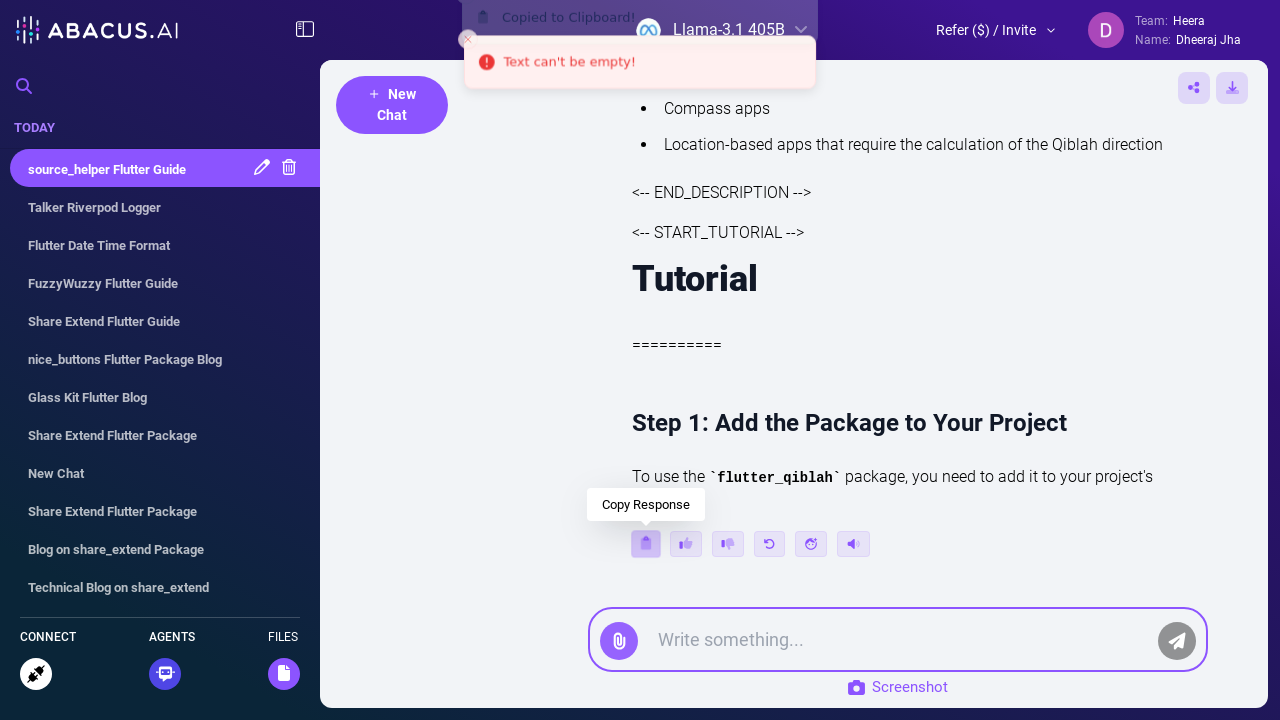 ABACUS.AI
Copied to Clipboard!
Llama-3.1 405B
Text can't be empty!
Refer ($) / Invite
D
Team: Heera
Name: Dheeraj Jha
TODAY
source_helper Flutter Guide
Talker Riverpod Logger
Flutter Date Time Format
FuzzyWuzzy Flutter Guide
Share Extend Flutter Guide
nice_buttons Flutter Package Blog
Glass Kit Flutter Blog
Share Extend Flutter Package
New Chat
Share Extend Flutter Package
Blog on share_extend Package
Technical Blog on share_extend
CONNECT
AGENTS
FILES
+ New
Chat
• Compass apps
• Location-based apps that require the calculation of the Qiblah direction
<-- END_DESCRIPTION -->
<-- START_TUTORIAL -->
Tutorial
==========
Step 1: Add the Package to Your Project
To use the `flutter_qiblah` package, you need to add it to your project's
Copy Response
Write something...
Screenshot